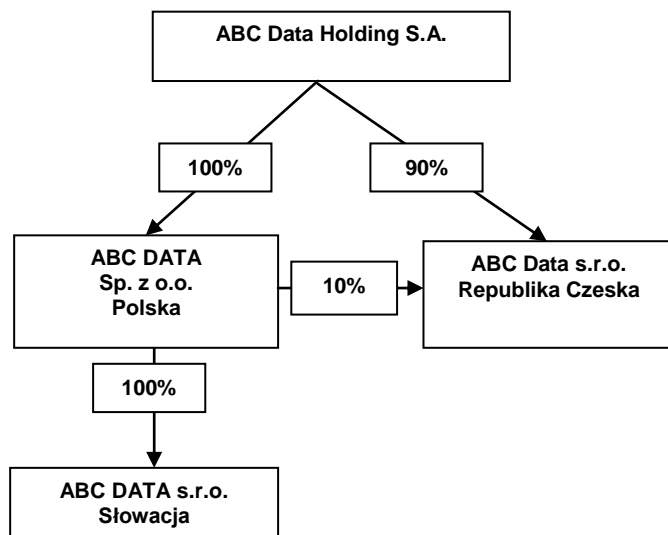 ABC Data Holding S.A.
100%
90%
ABC DATA
Sp. z o.o.
Polska
10%
ABC Data s.r.o.
Republika Czeska
100%
ABC DATA s.r.o.
Słowacja